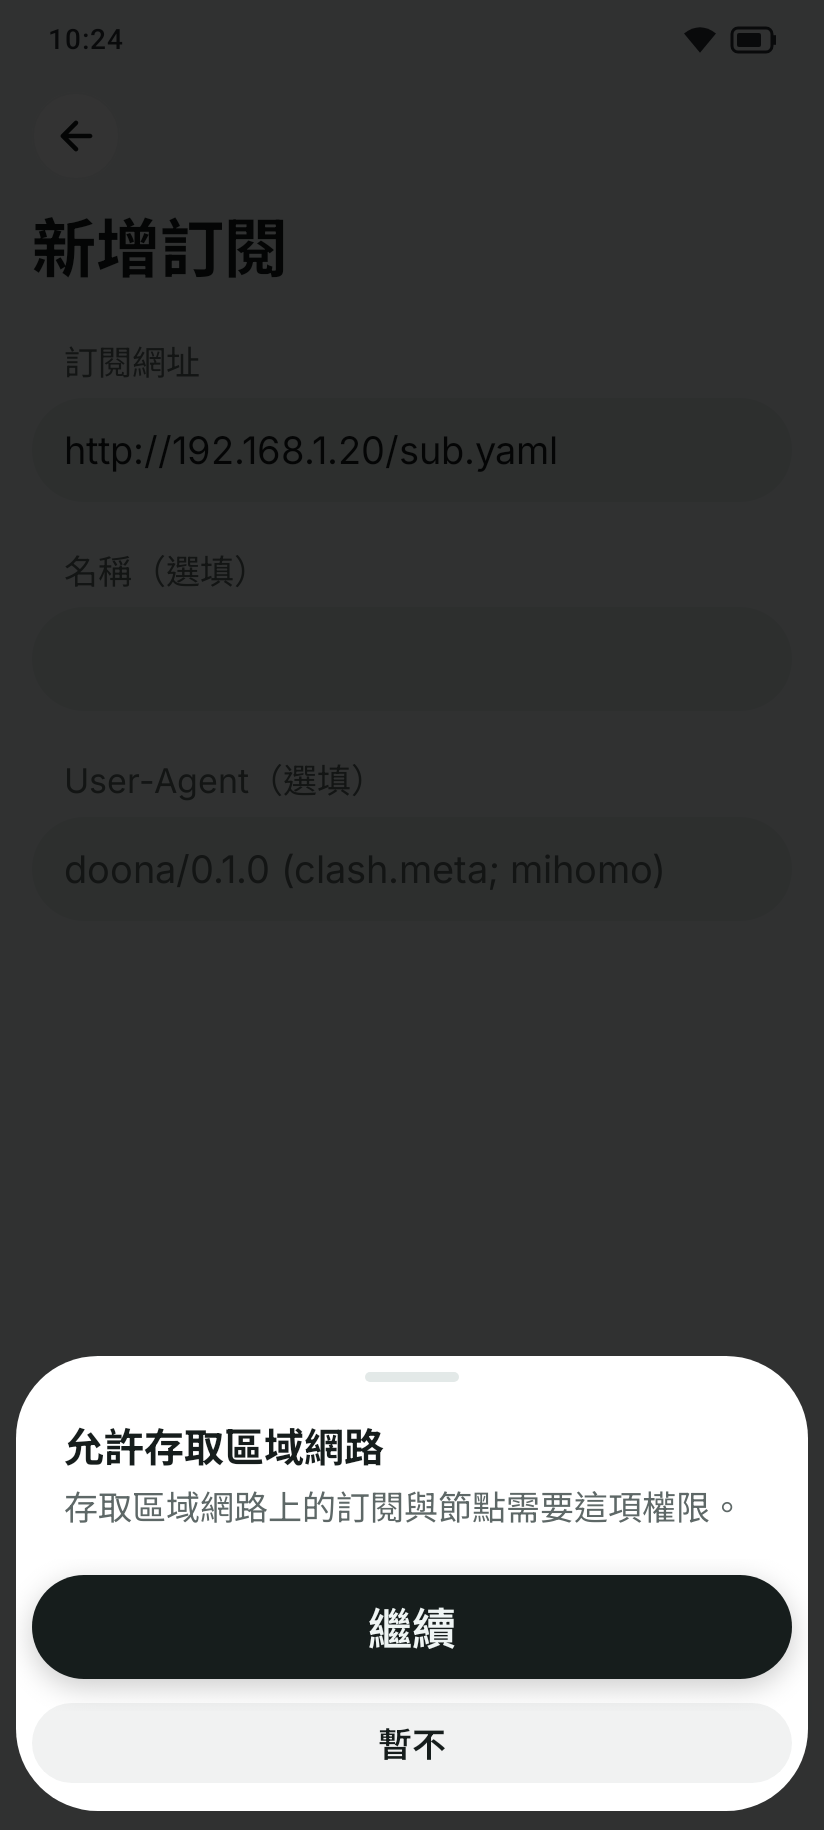 10:24
新增訂閱
訂閱網址
http://192.168.1.20/sub.yaml
名稱（選填）
User-Agent（選填）
doona/0.1.0 (clash.meta; mihomo)
允許存取區域網路
存取區域網路上的訂閱與節點需要這項權限。
繼續
暫不